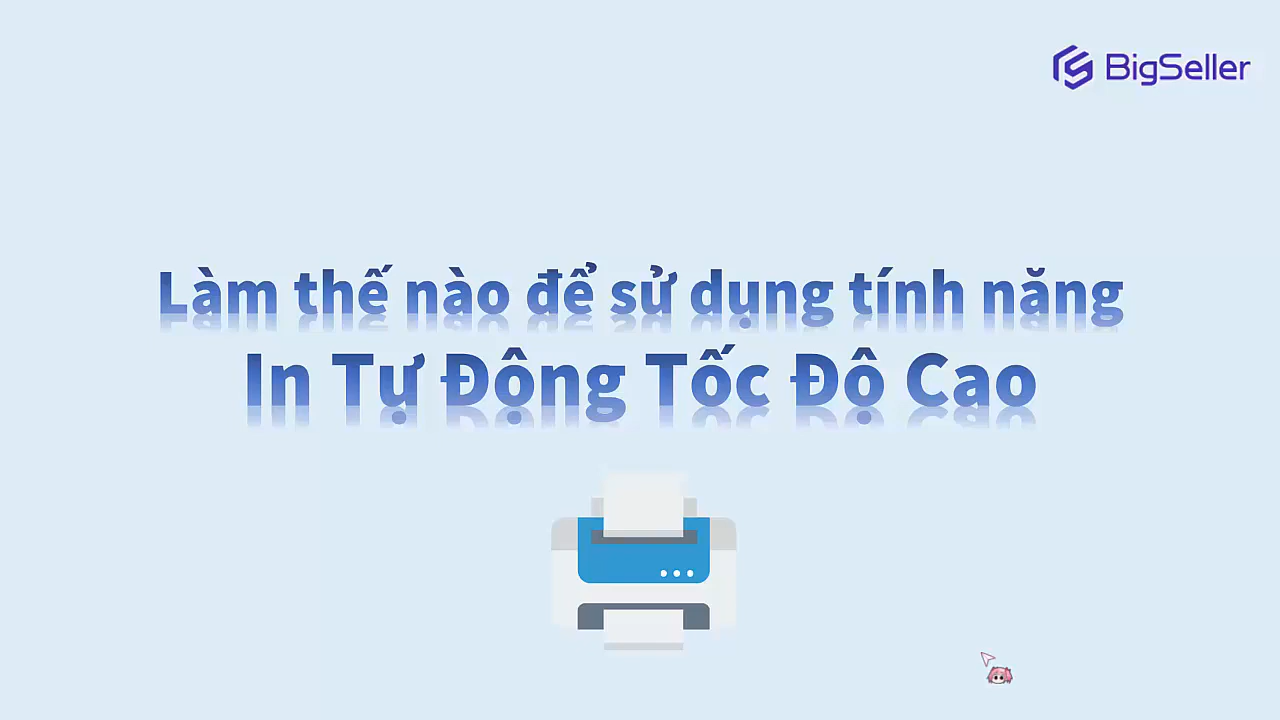 BigSeller
Làm thế nào để sử dụng tính năng
In Tự Động Tốc Độ Cao